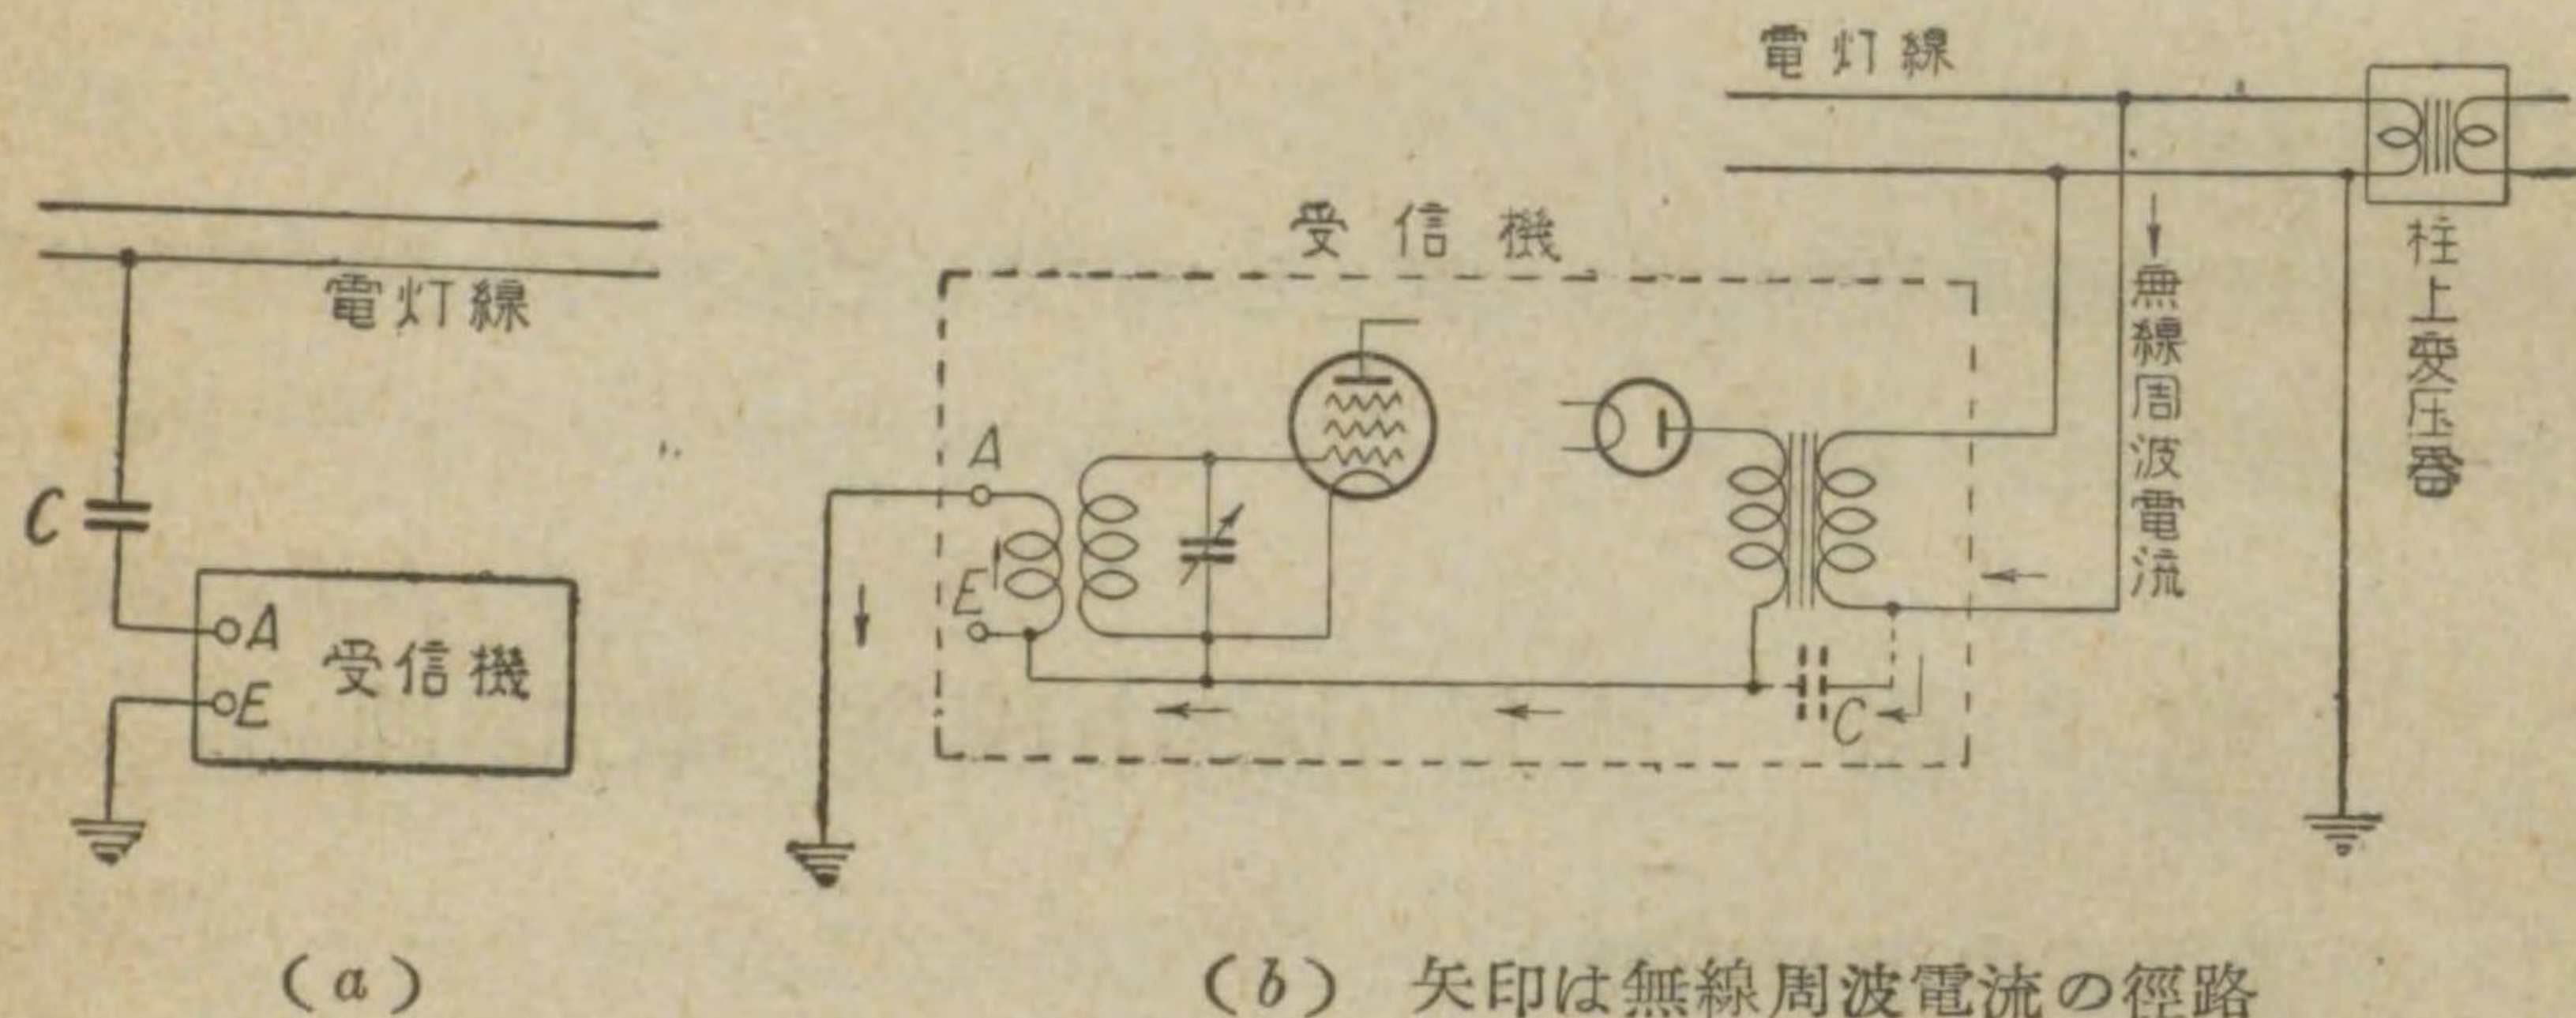 電灯線
C
A
受信機
E
(a)
電灯線
受信機
A
E
C
無線周波電流
柱上変圧器
(b) 矢印は無線周波電流の徑路